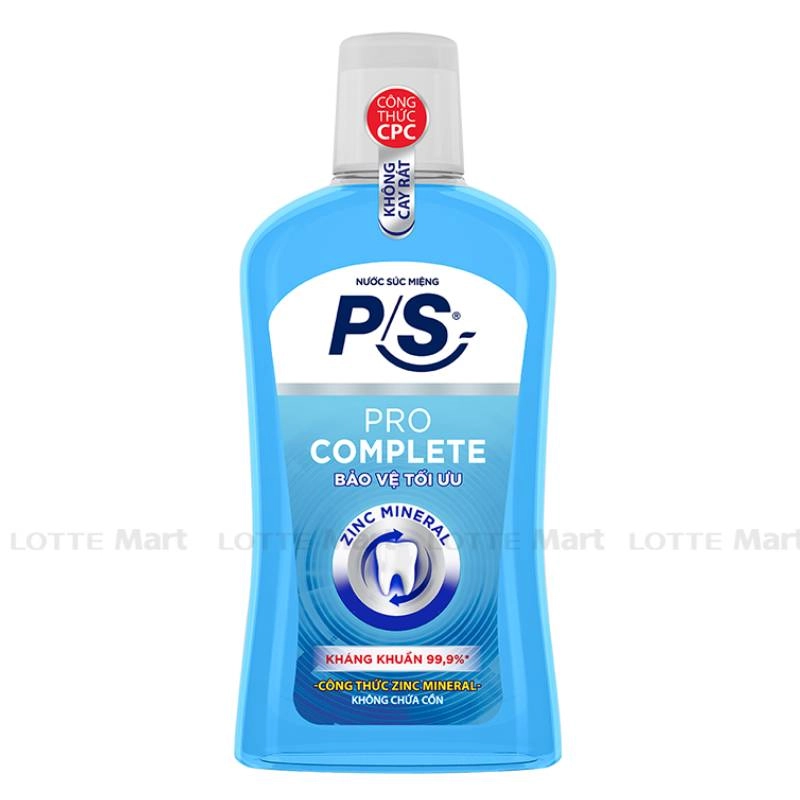 CÔNG
THỨC
CPC
KHÔNG
CAY RÁT
NƯỚC SÚC MIỆNG
P/S®
PRO
COMPLETE
BẢO VỆ TỐI ƯU
ZINC MINERAL
LOTTE Mart LOTTE Mart LOTTE Mart LOTTE Mart
KHÁNG KHUẨN 99,9%*
-CÔNG THỨC ZINC MINERAL-
KHÔNG CHỨA CỒN